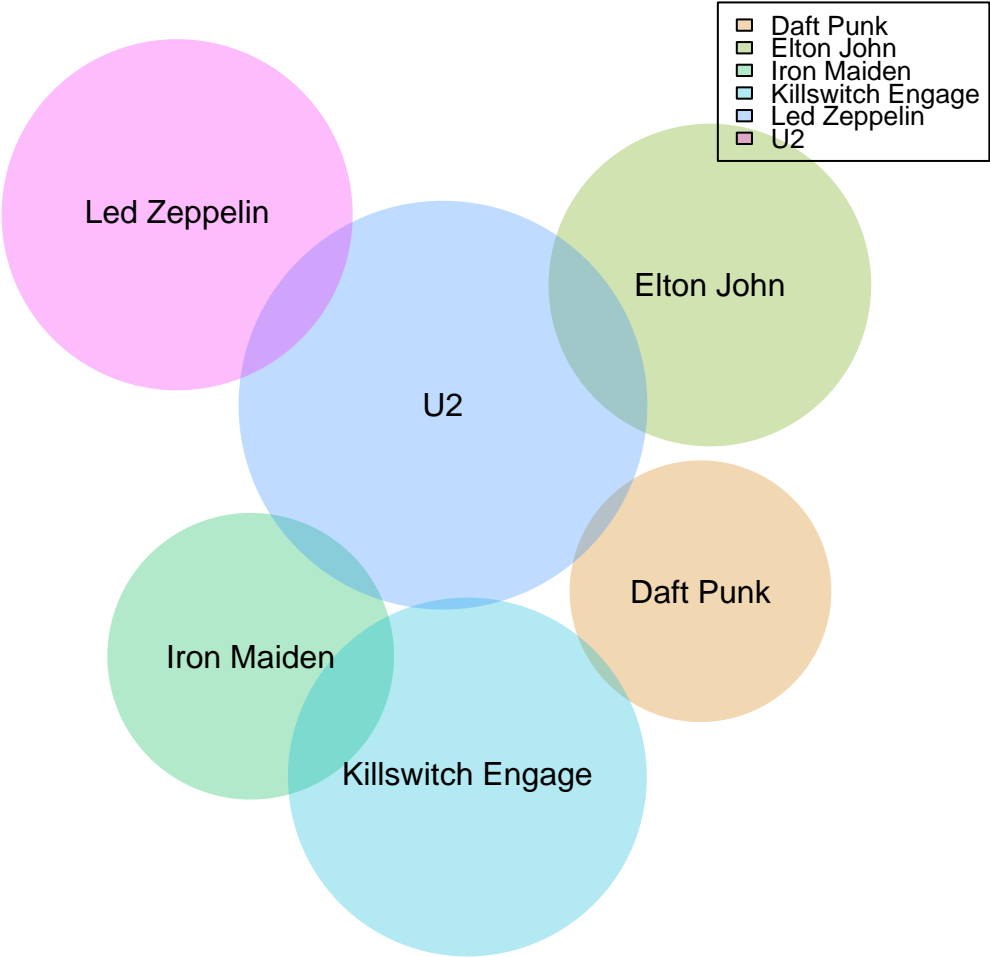 Daft Punk
Elton John
Iron Maiden
Killswitch Engage
Led Zeppelin
U2
Led Zeppelin
Elton John
U2
Daft Punk
Iron Maiden
Killswitch Engage